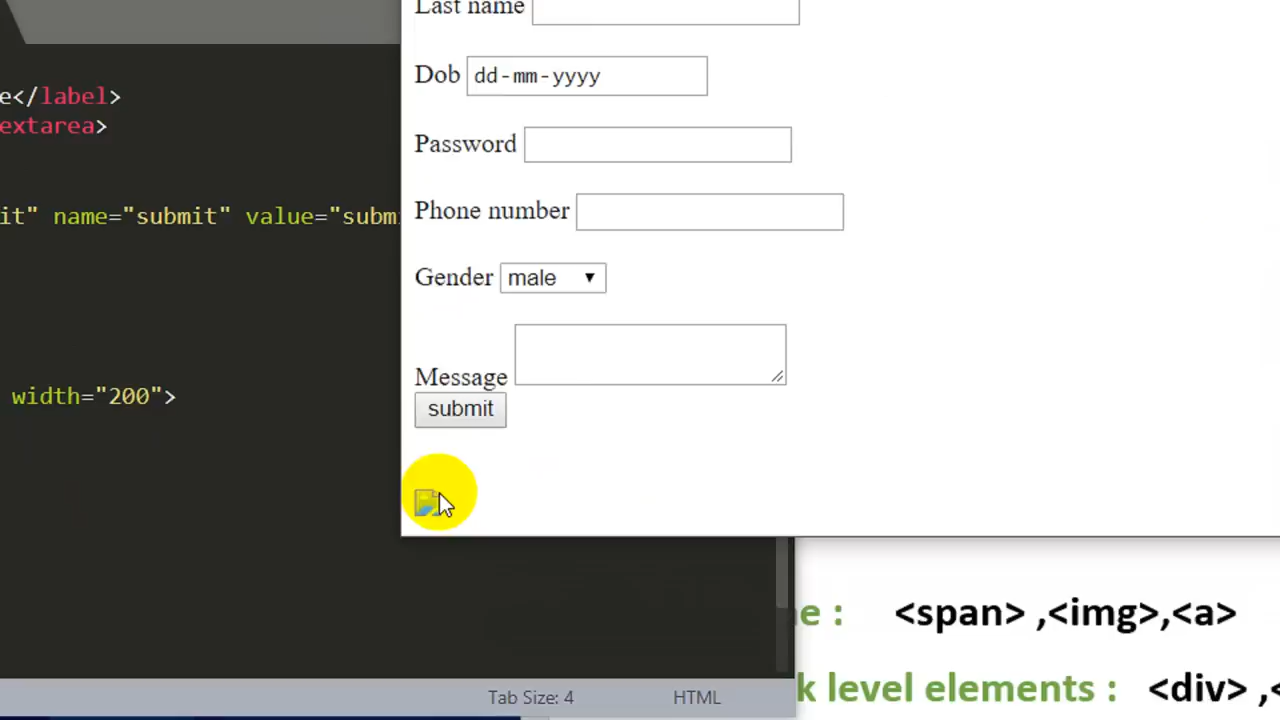 Last name
Dob dd-mm-yyyy
e</label>
extarea>
Password
it" name="submit" value="subm
Phone number
Gender male
Message
width="200">
submit
e : <span> ,<img>,<a>
k level elements : <div> ,<
Tab Size: 4 HTML